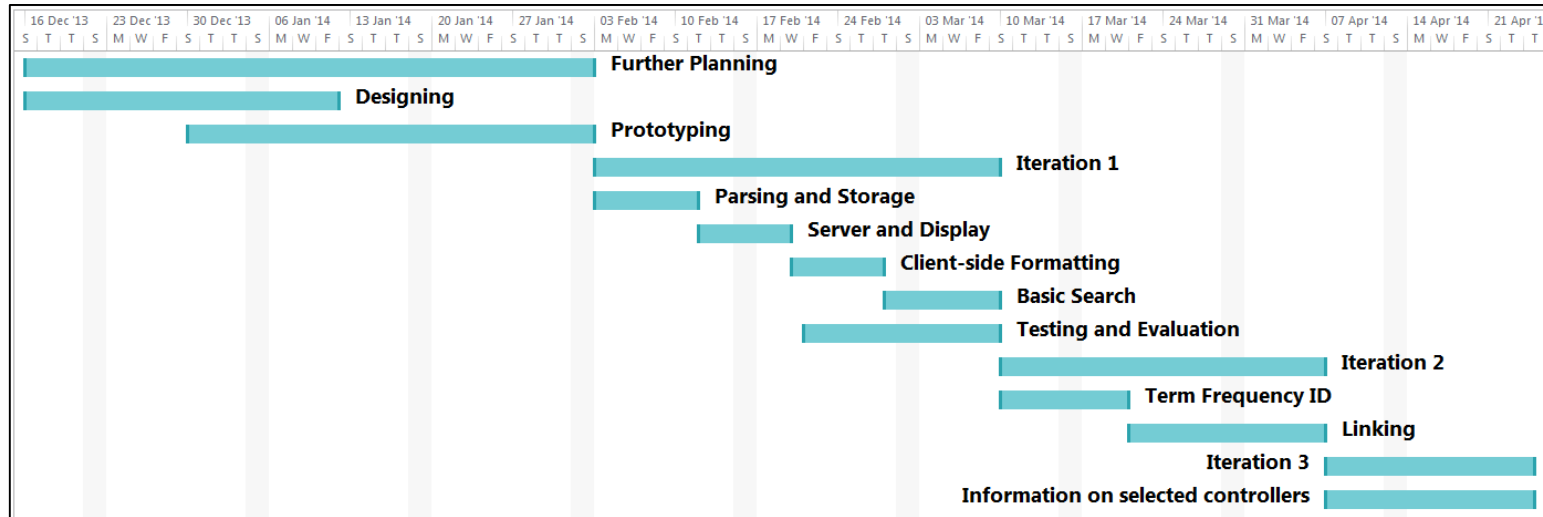 16 Dec '13 23 Dec '13 30 Dec '13 06 Jan '14 13 Jan '14 20 Jan '14 27 Jan '14 03 Feb '14 10 Feb '14 17 Feb '14 24 Feb '14 03 Mar '14 10 Mar '14 17 Mar '14 24 Mar '14 31 Mar '14 07 Apr '14 14 Apr '14 21 Apr '1
S T T S M W F S T T S M W F S T T S M W F S T T S M W F S T T S M W F S T T S M W F S T T S M W F S T T S M W F S T T S M W F S T T
Further Planning
Designing
Prototyping
Iteration 1
Parsing and Storage
Server and Display
Client-side Formatting
Basic Search
Testing and Evaluation
Iteration 2
Term Frequency ID
Linking
Iteration 3
Information on selected controllers